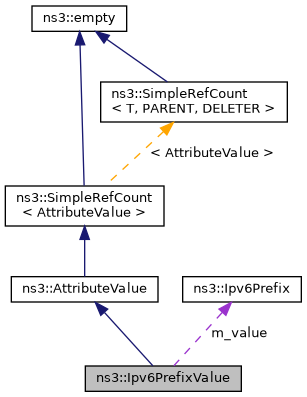 ns3::empty
ns3::SimpleRefCount
< T, PARENT, DELETER >
< AttributeValue >
ns3::SimpleRefCount
< AttributeValue >
ns3::AttributeValue
ns3::Ipv6Prefix
m_value
ns3::Ipv6PrefixValue